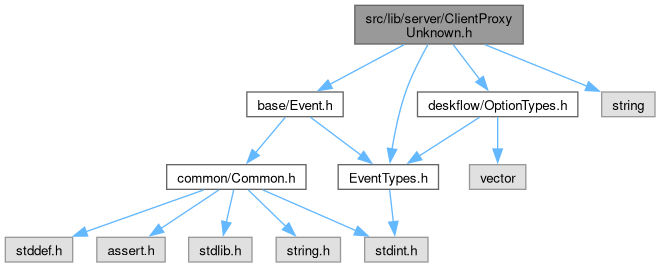 src/lib/server/ClientProxy
Unknown.h
base/Event.h
deskflow/OptionTypes.h
string
common/Common.h
EventTypes.h
vector
stddef.h
assert.h
stdlib.h
string.h
stdint.h